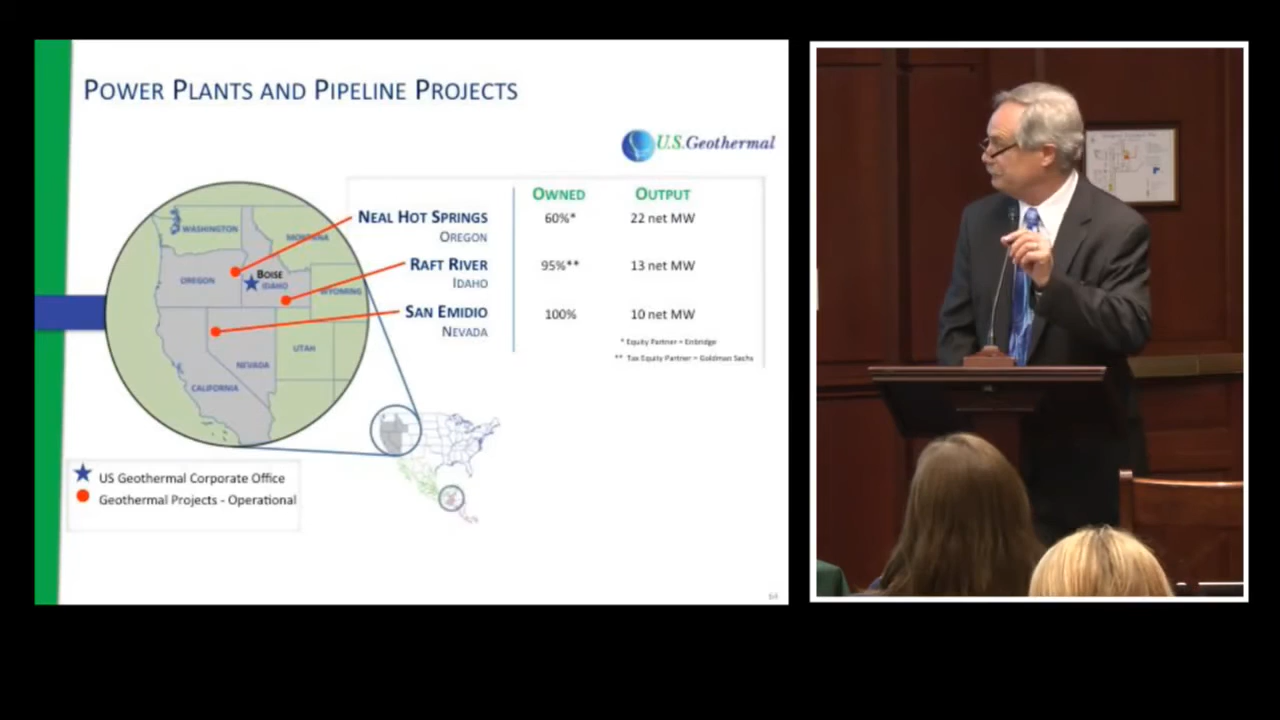 POWER PLANTS AND PIPELINE PROJECTS
U.S.Geothermal
OWNED OUTPUT
NEAL HOT SPRINGS 60%* 22 net MW
OREGON
RAFT RIVER 95%** 13 net MW
IDAHO
SAN EMIDIO 100% 10 net MW
NEVADA
* Equity Partner = Enbridge
** Tax Equity Partner = Goldman Sachs
WASHINGTON
MONTANA
OREGON
BOISE
IDAHO
WYOMING
UTAH
NEVADA
CALIFORNIA
US Geothermal Corporate Office
Geothermal Projects - Operational
64